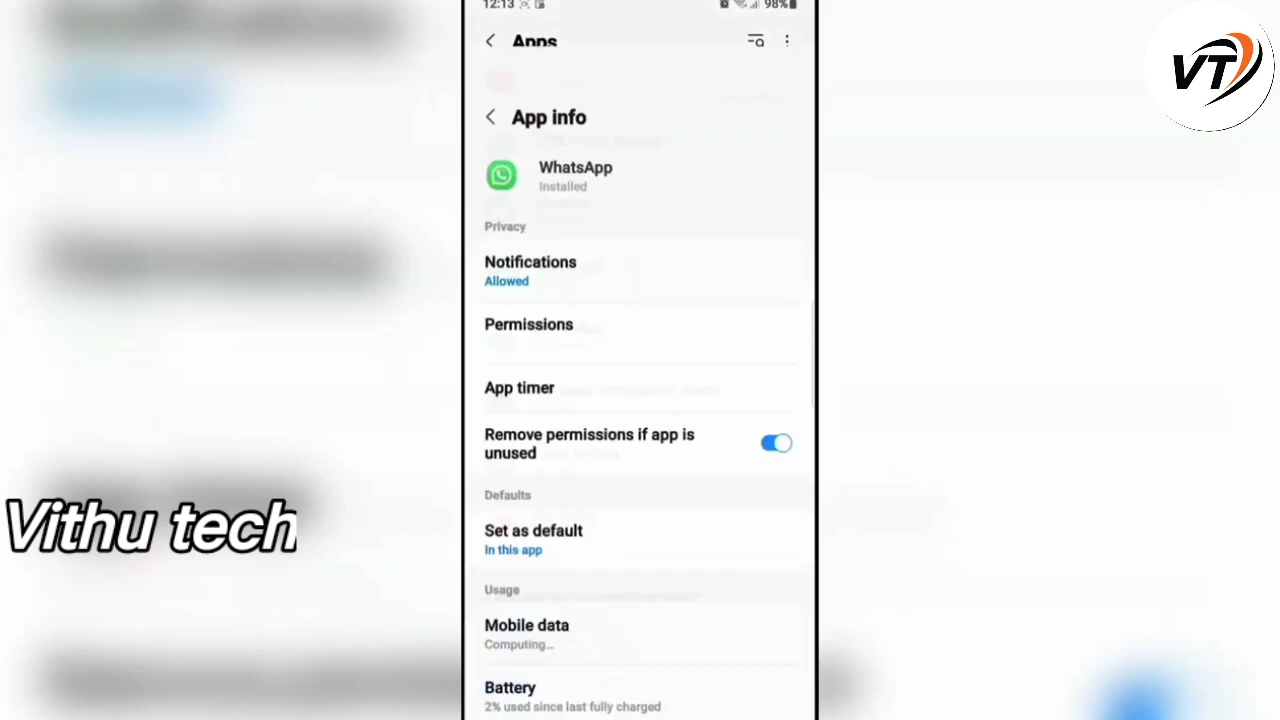 12:13
98%
Apps
VT
App info
WhatsApp
Installed
Privacy
Notifications
Allowed
Permissions
App timer
Remove permissions if app is
unused
Defaults
Set as default
In this app
Vithu tech
Usage
Mobile data
Computing...
Battery
2% used since last fully charged